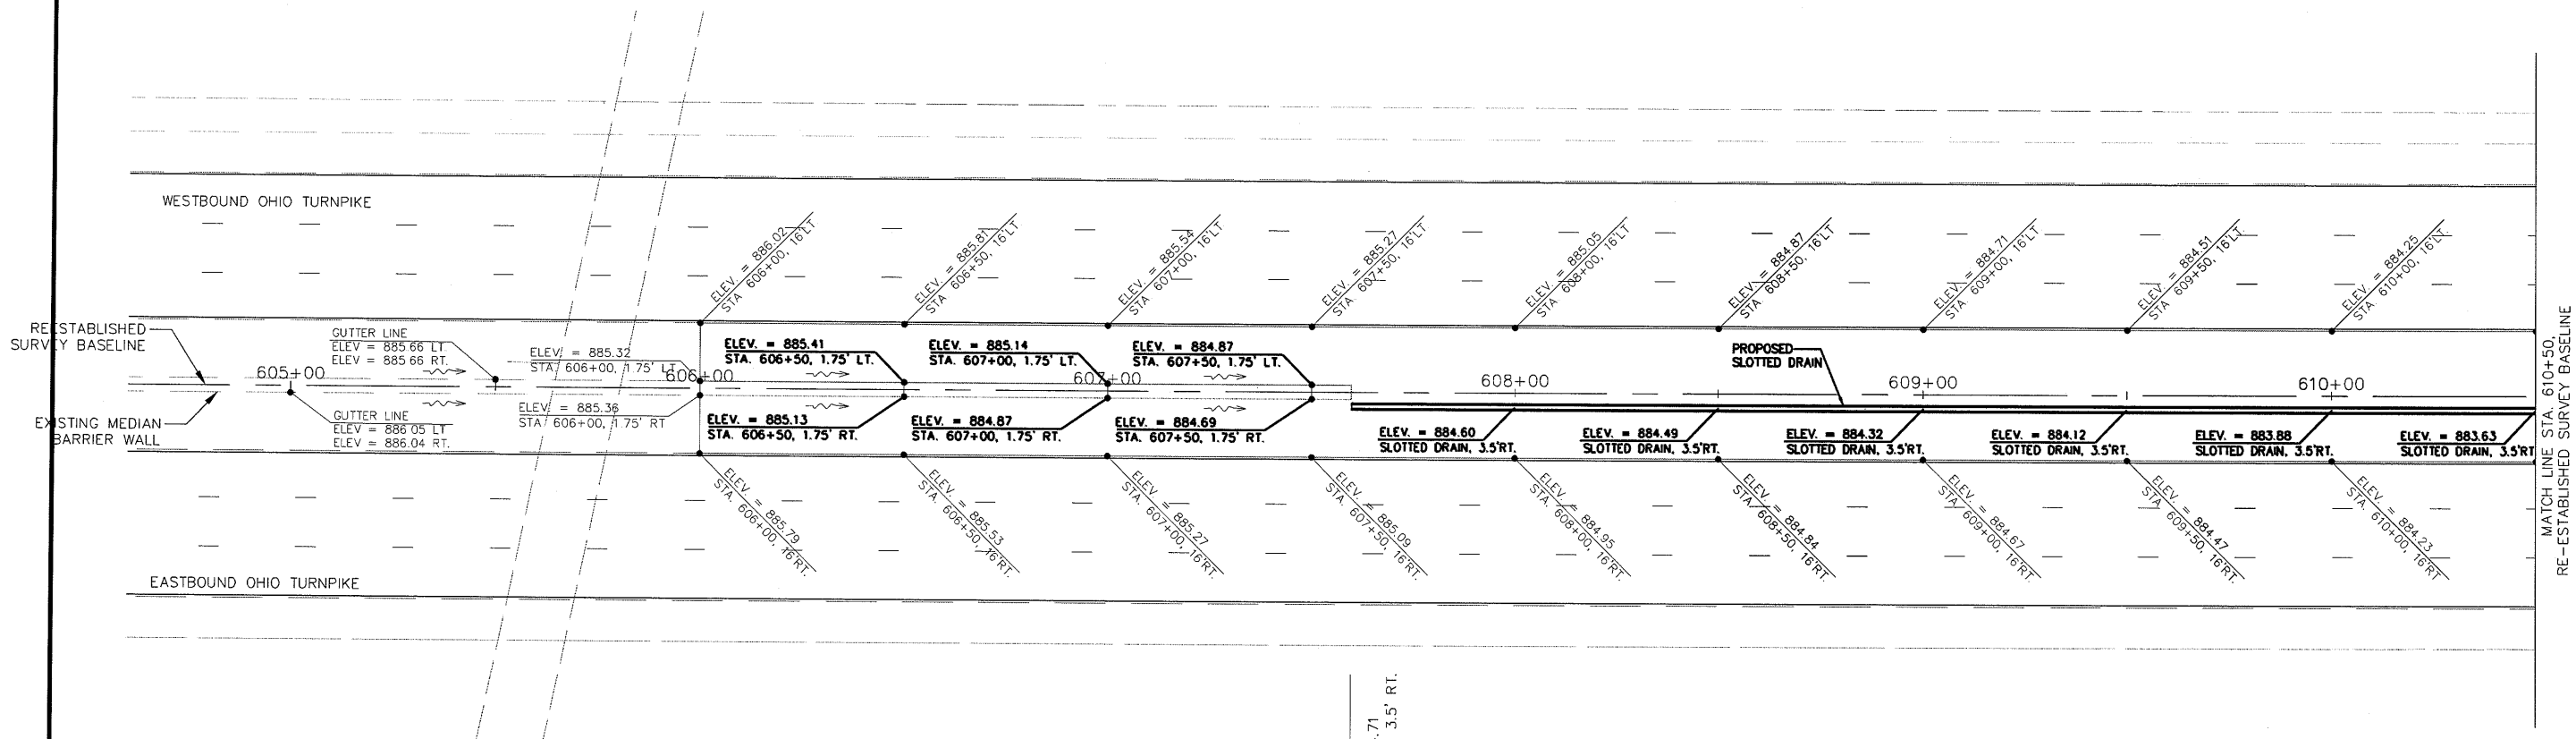 WESTBOUND OHIO TURNPIKE
ELEV. = 886.02
STA 606+00, 16'LT
ELEV. = 885.81
STA 606+50, 16'LT
ELEV. = 885.54
STA 607+00, 16'LT
ELEV. = 885.27
STA. 607+50, 16'LT
ELEV. = 885.05
STA. 608+00, 16'LT
ELEV. = 884.87
STA. 608+50, 16'LT
ELEV. = 884.71
STA 609+00, 16'LT.
ELEV. = 884.51
STA. 609+50, 16'LT.
ELEV. = 884.25
STA. 610+00, 16'LT.
REESTABLISHED
SURVEY BASELINE
GUTTER LINE
ELEV = 885.66 LT
ELEV = 885 66 RT.
ELEV = 885.32
STA 606+00, 1.75' LT
ELEV. = 885.41
STA. 606+50, 1.75' LT.
ELEV. = 885.14
STA. 607+00, 1.75' LT.
ELEV. = 884.87
STA. 607+50, 1.75' LT.
PROPOSED
SLOTTED DRAIN
605+00
606+00
607+00
608+00
609+00
610+00
EXISTING MEDIAN
BARRIER WALL
GUTTER LINE
ELEV = 886 05 LT
ELEV = 886.04 RT.
ELEV = 885.36
STA 606+00, 1.75' RT
ELEV. = 885.13
STA. 606+50, 1.75' RT.
ELEV. = 884.87
STA. 607+00, 1.75' RT.
ELEV. = 884.69
STA. 607+50, 1.75' RT.
ELEV. = 884.60
SLOTTED DRAIN, 3.5'RT.
ELEV. = 884.49
SLOTTED DRAIN, 3.5'RT.
ELEV. = 884.32
SLOTTED DRAIN, 3.5'RT.
ELEV. = 884.12
SLOTTED DRAIN, 3.5'RT.
ELEV. = 883.88
SLOTTED DRAIN, 3.5'RT.
ELEV. = 883.63
SLOTTED DRAIN, 3.5'RT
ELEV. = 885.79
STA. 606+00, 16'RT.
ELEV. = 885.53
STA. 606+50, 16'RT.
ELEV. = 885.27
STA. 607+00, 16'RT.
ELEV. = 885.09
STA. 607+50, 16'RT.
ELEV. = 884.95
STA. 608+00, 16'RT.
ELEV. = 884.84
STA. 608+50, 16'RT.
ELEV. = 884.67
STA 609+00, 16'RT.
ELEV. = 884.47
STA. 609+50, 16'RT.
ELEV. = 884.23
STA. 610+00, 16'RT
EASTBOUND OHIO TURNPIKE
MATCH LINE STA. 610+50,
RE-ESTABLISHED SURVEY BASELINE
.71
3.5' RT.